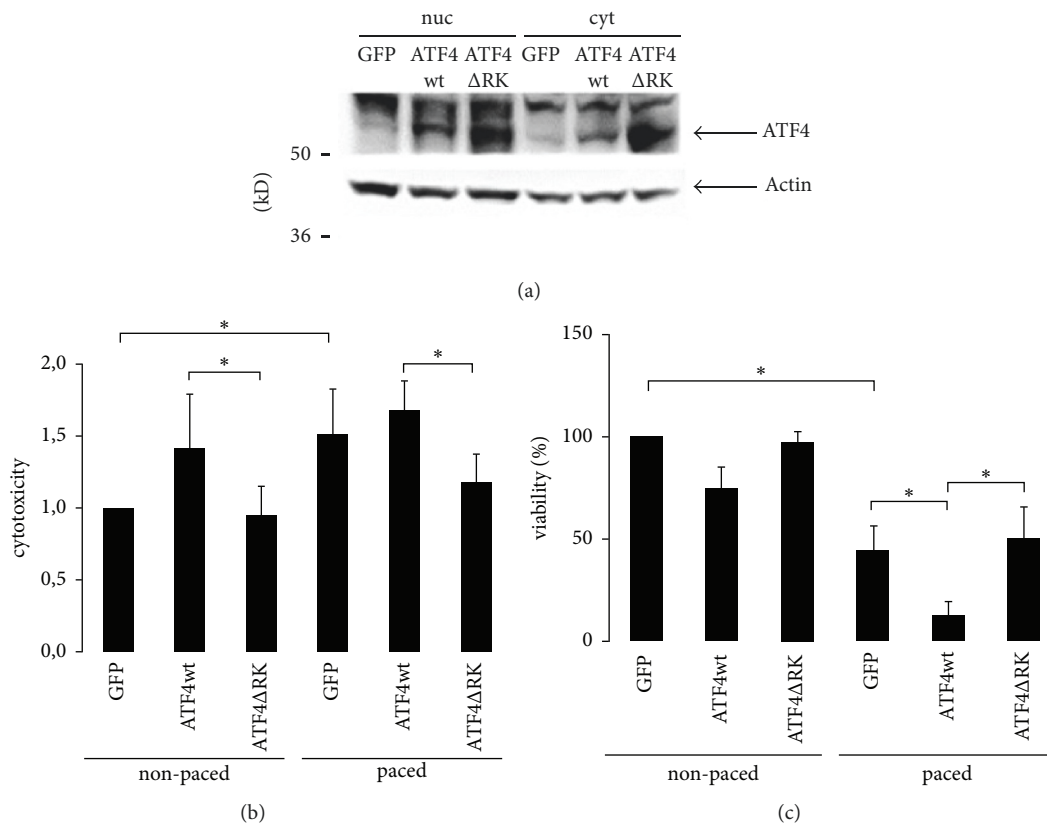 nuc cyt
GFP ATF4 ATF4 GFP ATF4 ATF4
wt ΔRK wt ΔRK
ATF4
50
Actin
(kD)
36
(a)
*
2,0
*
*
1,5
1,0
0,5
0,0
cytotoxicity
GFP
ATF4wt
ATF4ΔRK
GFP
ATF4wt
ATF4ΔRK
non-paced paced
(b)
150
*
100
*
*
50
0
viability (%)
GFP
ATF4wt
ATF4ΔRK
GFP
ATF4wt
ATF4ΔRK
non-paced paced
(c)